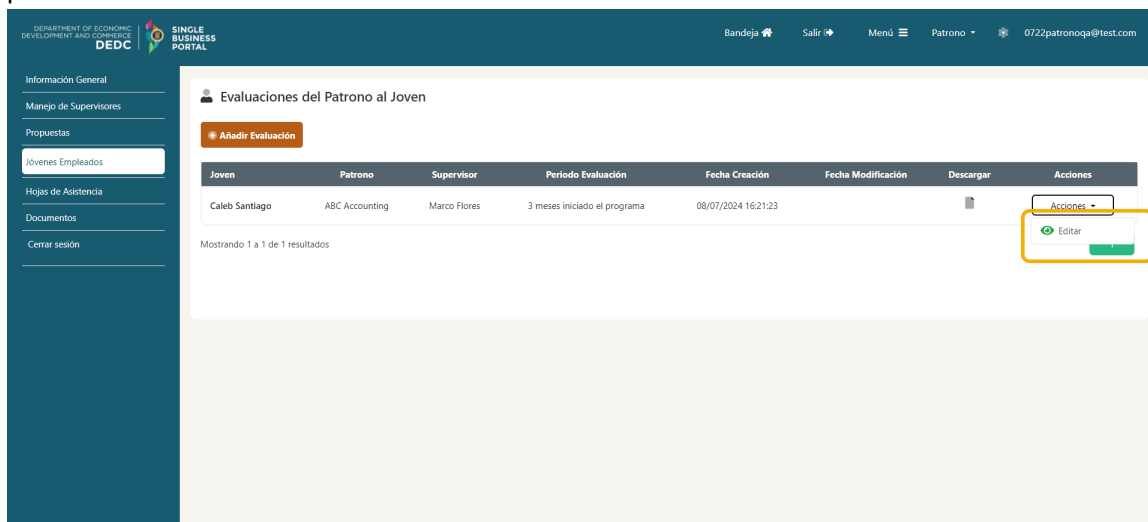 DEPARTMENT OF ECONOMIC
DEVELOPMENT AND COMMERCE
DEDC
SINGLE
BUSINESS
PORTAL
Bandeja Salir Menú Patrono 0722patronoqa@test.com
Información General
Manejo de Supervisores
Propuestas
Jóvenes Empleados
Hojas de Asistencia
Documentos
Cerrar sesión
Evaluaciones del Patrono al Joven
Añadir Evaluación
Joven Patrono Supervisor Periodo Evaluación Fecha Creación Fecha Modificación Descargar Acciones
Caleb Santiago ABC Accounting Marco Flores 3 meses iniciado el programa 08/07/2024 16:21:23 Acciones
Editar
Mostrando 1 a 1 de 1 resultados